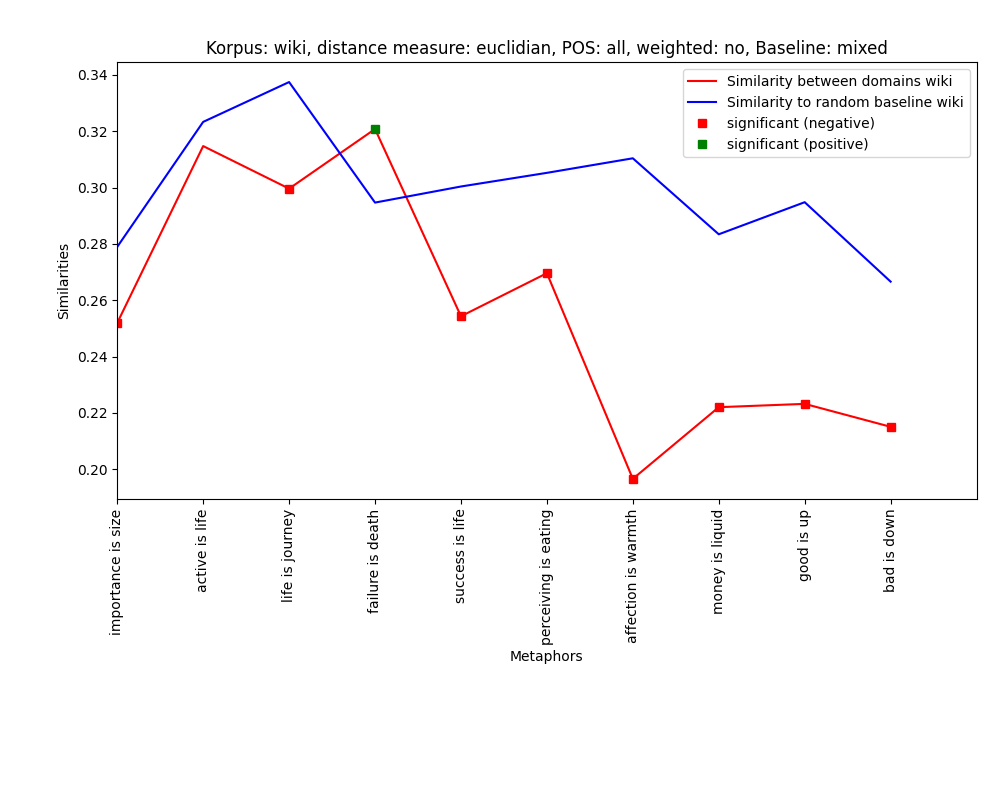 Korpus: wiki, distance measure: euclidian, POS: all, weighted: no, Baseline: mixed
Similarity between domains wiki
Similarity to random baseline wiki
significant (negative)
significant (positive)
Similarities
0.34
0.32
0.30
0.28
0.26
0.24
0.22
0.20
importance is size
active is life
life is journey
failure is death
success is life
perceiving is eating
affection is warmth
money is liquid
good is up
bad is down
Metaphors